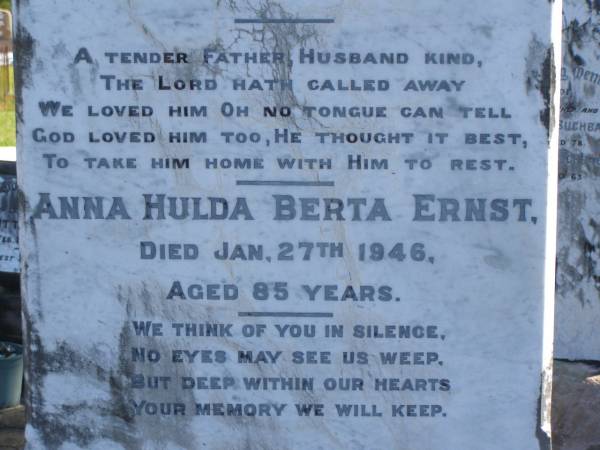 A TENDER FATHER, HUSBAND KIND,
THE LORD HATH CALLED AWAY
WE LOVED HIM OH NO TONGUE CAN TELL
GOD LOVED HIM TOO, HE THOUGHT IT BEST,
TO TAKE HIM HOME WITH HIM TO REST.
ANNA HULDA BERTA ERNST,
DIED JAN, 27TH 1946,
AGED 85 YEARS.
WE THINK OF YOU IN SILENCE,
NO EYES MAY SEE US WEEP,
BUT DEEP WITHIN OUR HEARTS
YOUR MEMORY WE WILL KEEP.